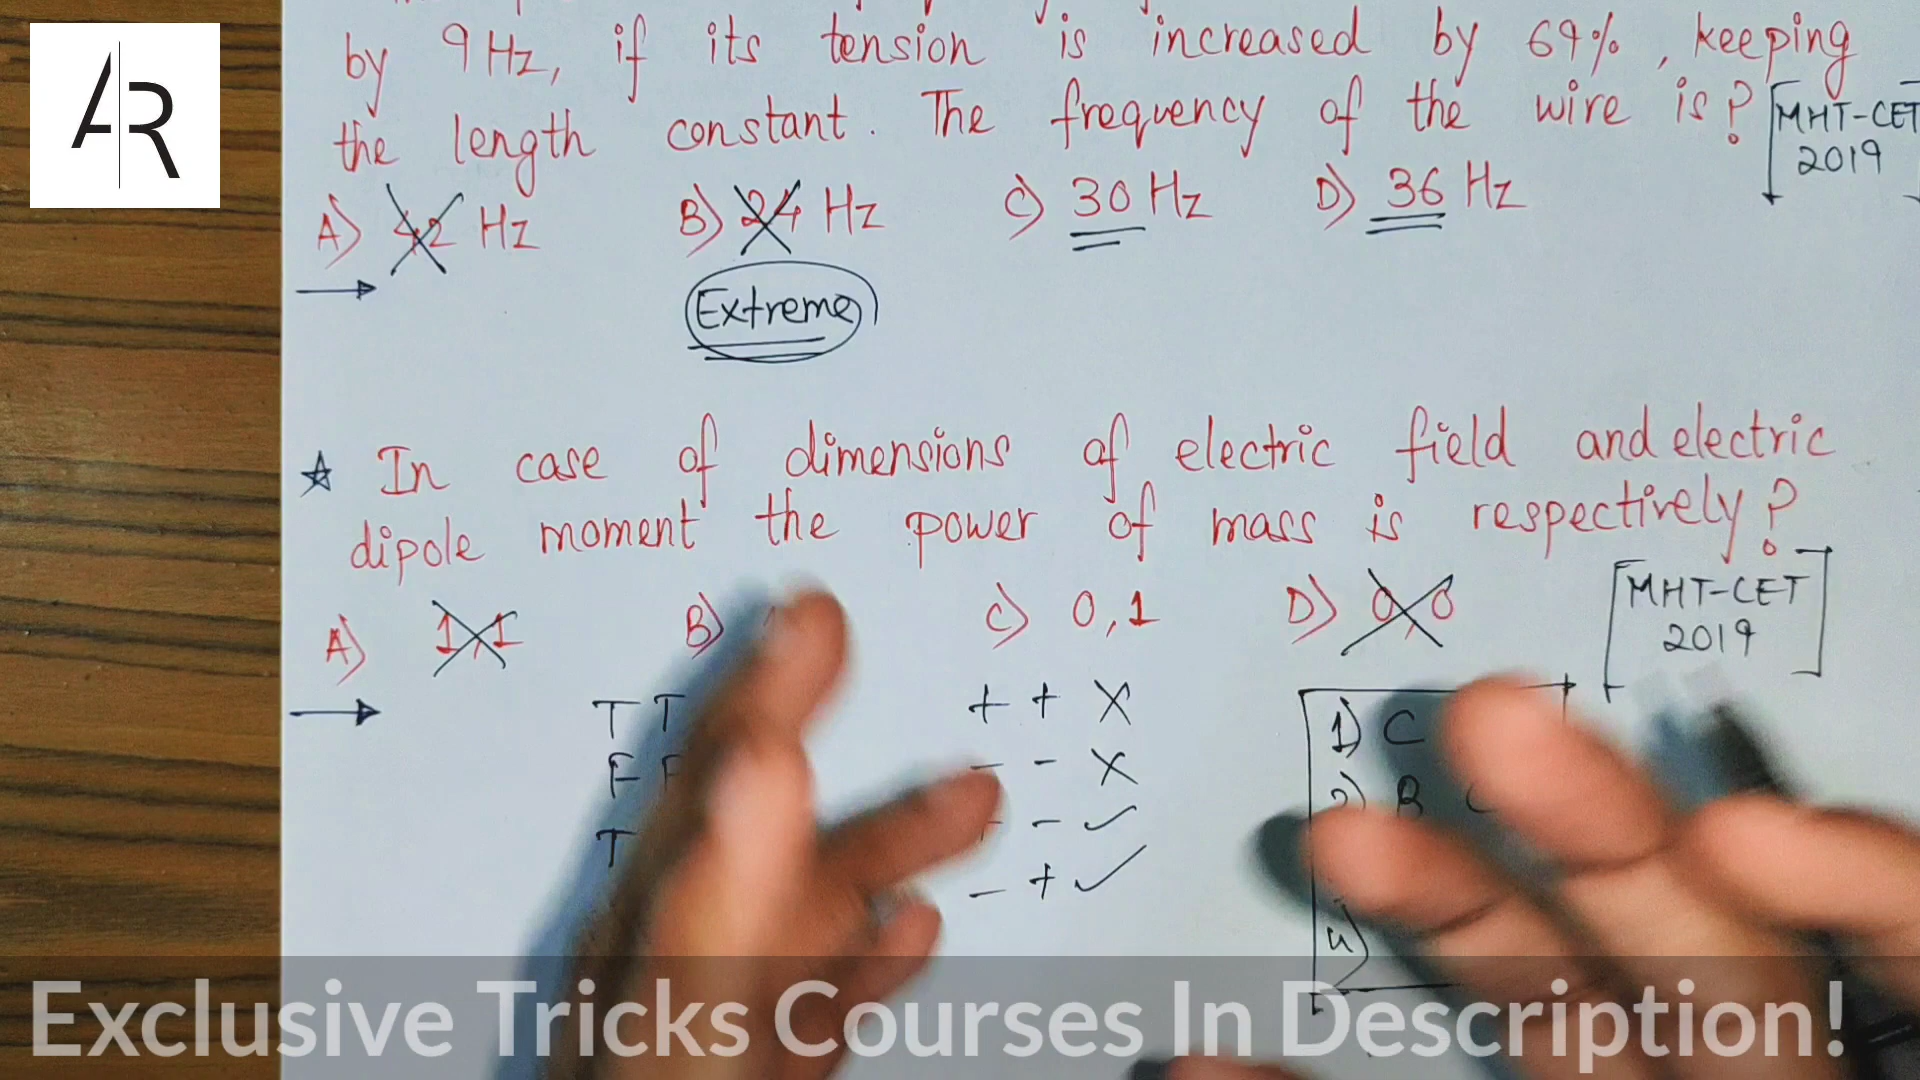 AR
by 9 Hz, if its tension is increased by 69%, keeping
the length constant. The frequency of the wire is?
[MHT-CET
2019
A) 42 Hz B) 24 Hz C) 30 Hz D) 36 Hz
Extreme
In case of dimensions of electric field and electric
dipole moment the power of mass is respectively?
A) 1,1 B) C) 0,1 D) 0,0
[MHT-CET
2019]
T T
+ + X
1) C
F F
- - X
2) B
T
- ✓
- + ✓
4)
Exclusive Tricks Courses In Description!